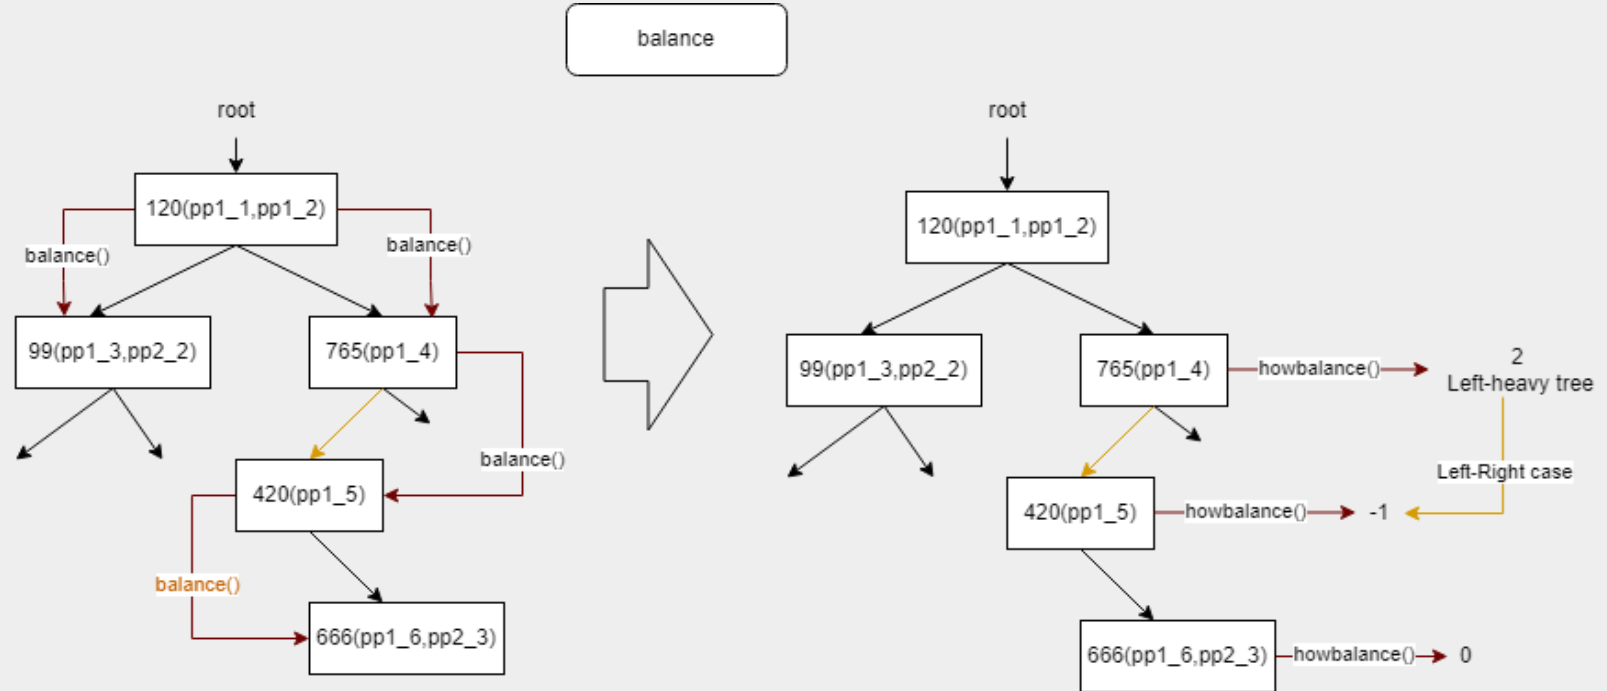 balance
root
120(pp1_1,pp1_2)
balance()
balance()
99(pp1_3,pp2_2)
765(pp1_4)
balance()
420(pp1_5)
balance()
666(pp1_6,pp2_3)
root
120(pp1_1,pp1_2)
99(pp1_3,pp2_2)
765(pp1_4)
howbalance()
2
Left-heavy tree
Left-Right case
420(pp1_5)
howbalance()
-1
666(pp1_6,pp2_3)
howbalance()
0